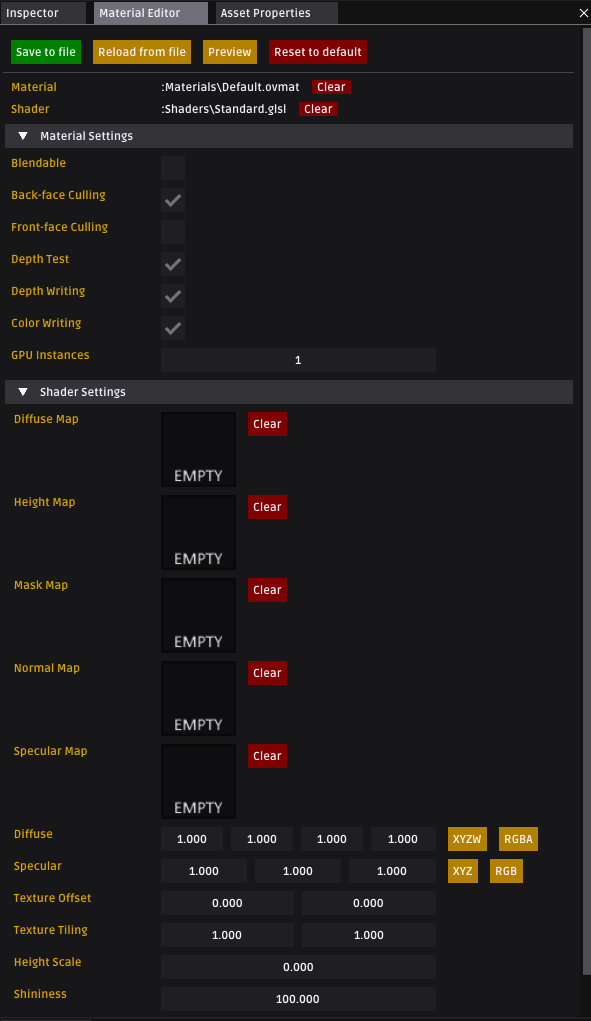 Inspector Material Editor Asset Properties
Save to file Reload from file Preview Reset to default
Material :Materials\Default.ovmat Clear
Shader :Shaders\Standard.glsl Clear
Material Settings
Blendable
Back-face Culling
Front-face Culling
Depth Test
Depth Writing
Color Writing
GPU Instances 1
Shader Settings
Diffuse Map Clear
EMPTY
Height Map Clear
EMPTY
Mask Map Clear
EMPTY
Normal Map Clear
EMPTY
Specular Map Clear
EMPTY
Diffuse 1.000 1.000 1.000 1.000 XYZW RGBA
Specular 1.000 1.000 1.000 XYZ RGB
Texture Offset 0.000 0.000
Texture Tiling 1.000 1.000
Height Scale 0.000
Shininess 100.000